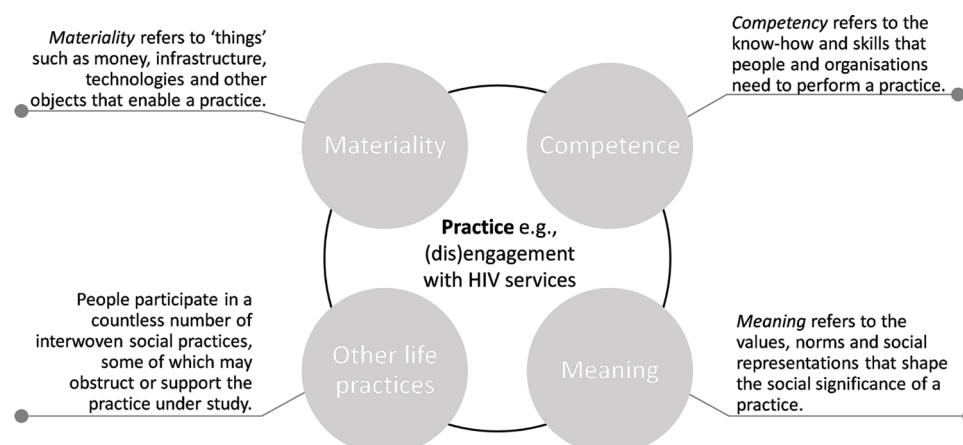 Materiality refers to ‘things’
such as money, infrastructure,
technologies and other
objects that enable a practice.
Competency refers to the
know-how and skills that
people and organisations
need to perform a practice.
Materiality
Competence
Practice e.g.,
(dis)engagement
with HIV services
People participate in a
countless number of
interwoven social practices,
some of which may
obstruct or support the
practice under study.
Other life
practices
Meaning
Meaning refers to the
values, norms and social
representations that shape
the social significance of a
practice.